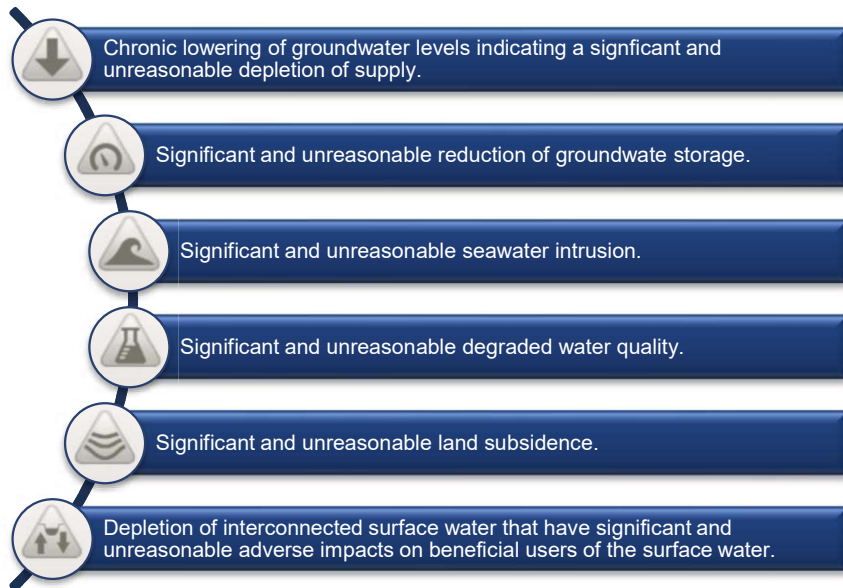 Chronic lowering of groundwater levels indicating a signficant and
unreasonable depletion of supply.
Significant and unreasonable reduction of groundwate storage.
Significant and unreasonable seawater intrusion.
Significant and unreasonable degraded water quality.
Significant and unreasonable land subsidence.
Depletion of interconnected surface water that have significant and
unreasonable adverse impacts on beneficial users of the surface water.